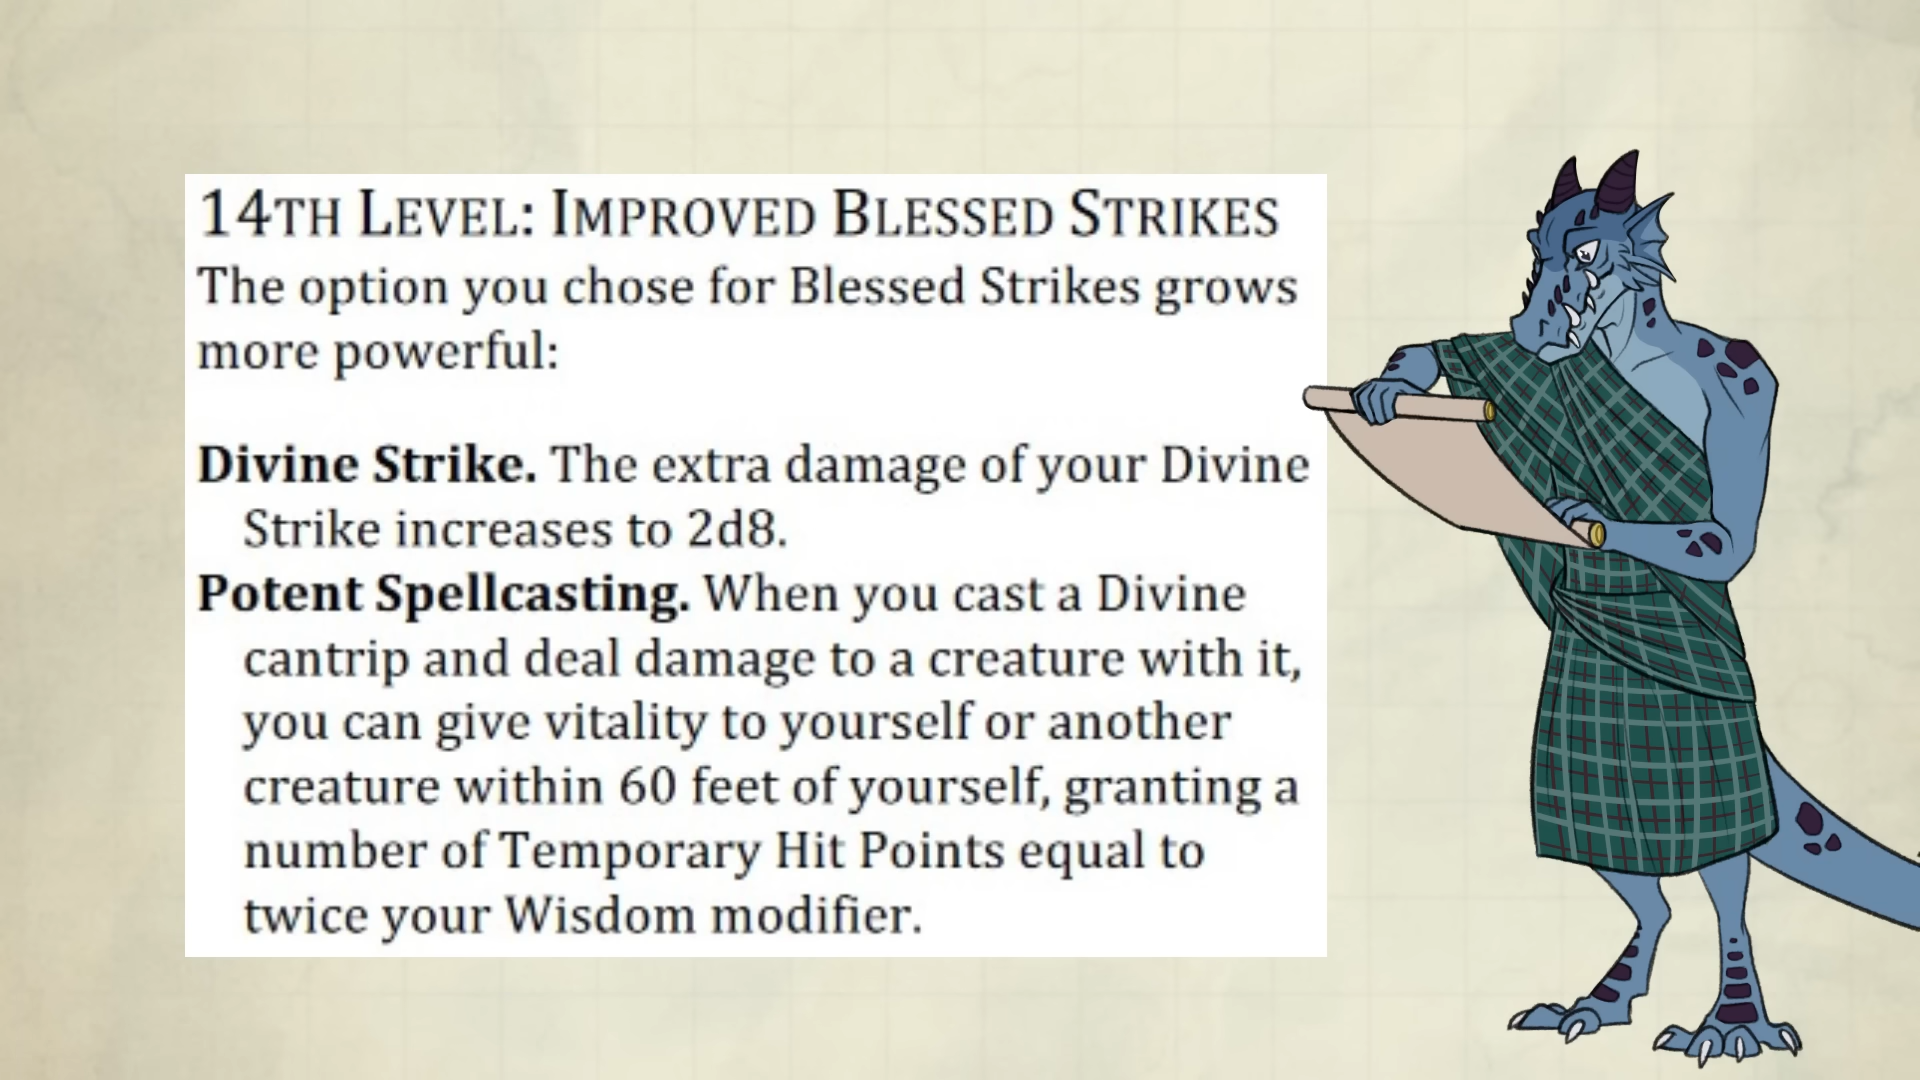 14TH LEVEL: IMPROVED BLESSED STRIKES
The option you chose for Blessed Strikes grows
more powerful:
Divine Strike. The extra damage of your Divine
Strike increases to 2d8.
Potent Spellcasting. When you cast a Divine
cantrip and deal damage to a creature with it,
you can give vitality to yourself or another
creature within 60 feet of yourself, granting a
number of Temporary Hit Points equal to
twice your Wisdom modifier.